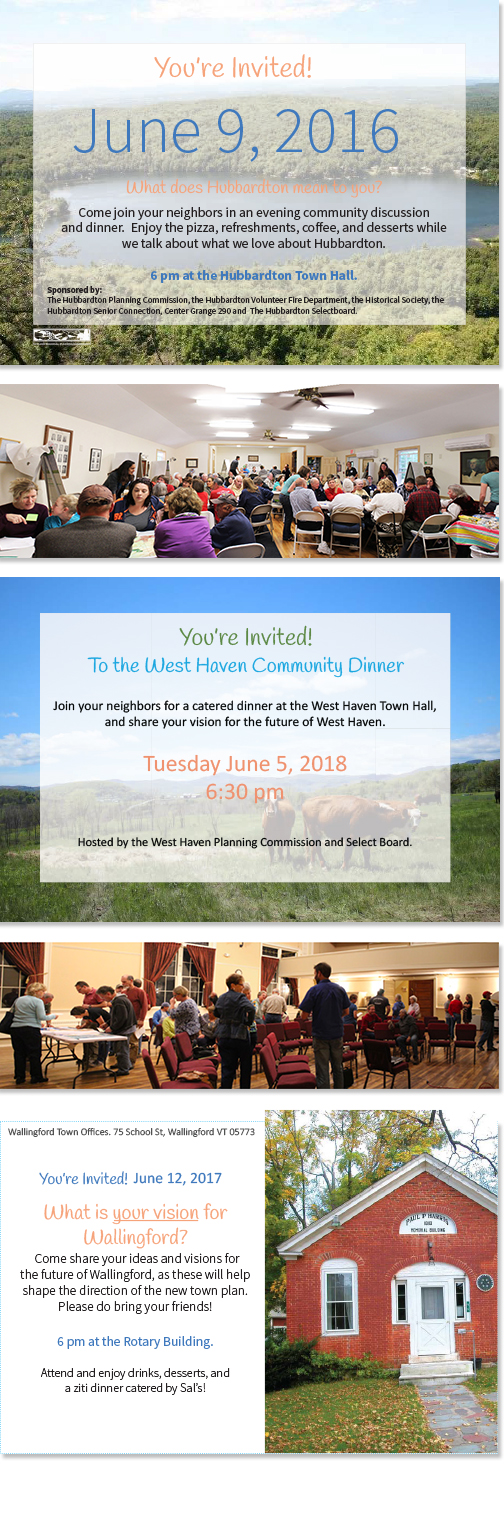 You're Invited!
June 9, 2016
What does Hubbardton mean to you?
Come join your neighbors in an evening community discussion
and dinner. Enjoy the pizza, refreshments, coffee, and desserts while
we talk about what we love about Hubbardton.
6 pm at the Hubbardton Town Hall.
Sponsored by:
The Hubbardton Planning Commission, the Hubbardton Volunteer Fire Department, the Historical Society, the
Hubbardton Senior Connection, Center Grange 290 and The Hubbardton Selectboard.
You're Invited!
To the West Haven Community Dinner
Join your neighbors for a catered dinner at the West Haven Town Hall,
and share your vision for the future of West Haven.
Tuesday June 5, 2018
6:30 pm
Hosted by the West Haven Planning Commission and Select Board.
Wallingford Town Offices. 75 School St, Wallingford VT 05773
You're Invited! June 12, 2017
What is your vision for
Wallingford?
Come share your ideas and visions for
the future of Wallingford, as these will help
shape the direction of the new town plan.
Please do bring your friends!
6 pm at the Rotary Building.
Attend and enjoy drinks, desserts, and
a ziti dinner catered by Sal's!
PAUL P HARRIS
MEMORIAL BUILDING